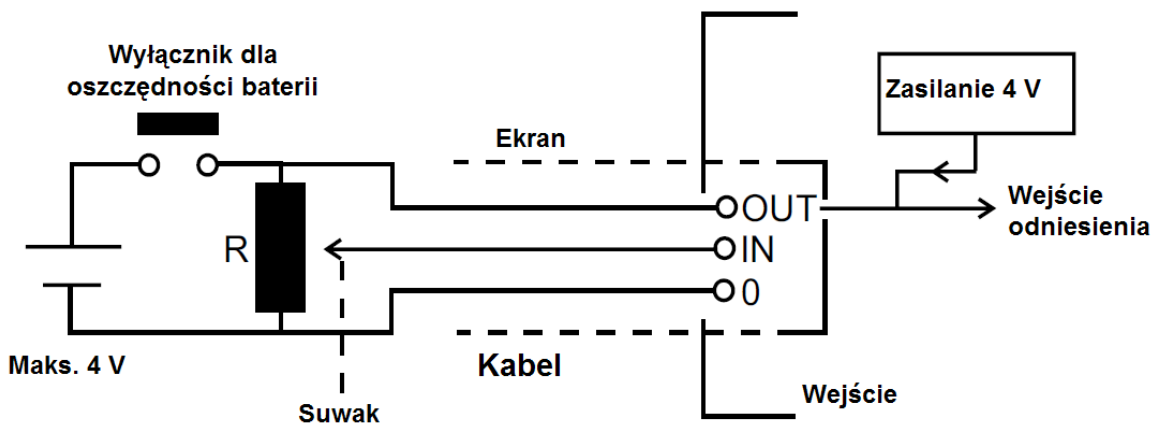 Wyłącznik dla
oszczędności baterii
Zasilanie 4 V
Ekran
OUT
Wejście
odniesienia
R
IN
0
Maks. 4 V
Kabel
Suwak
Wejście